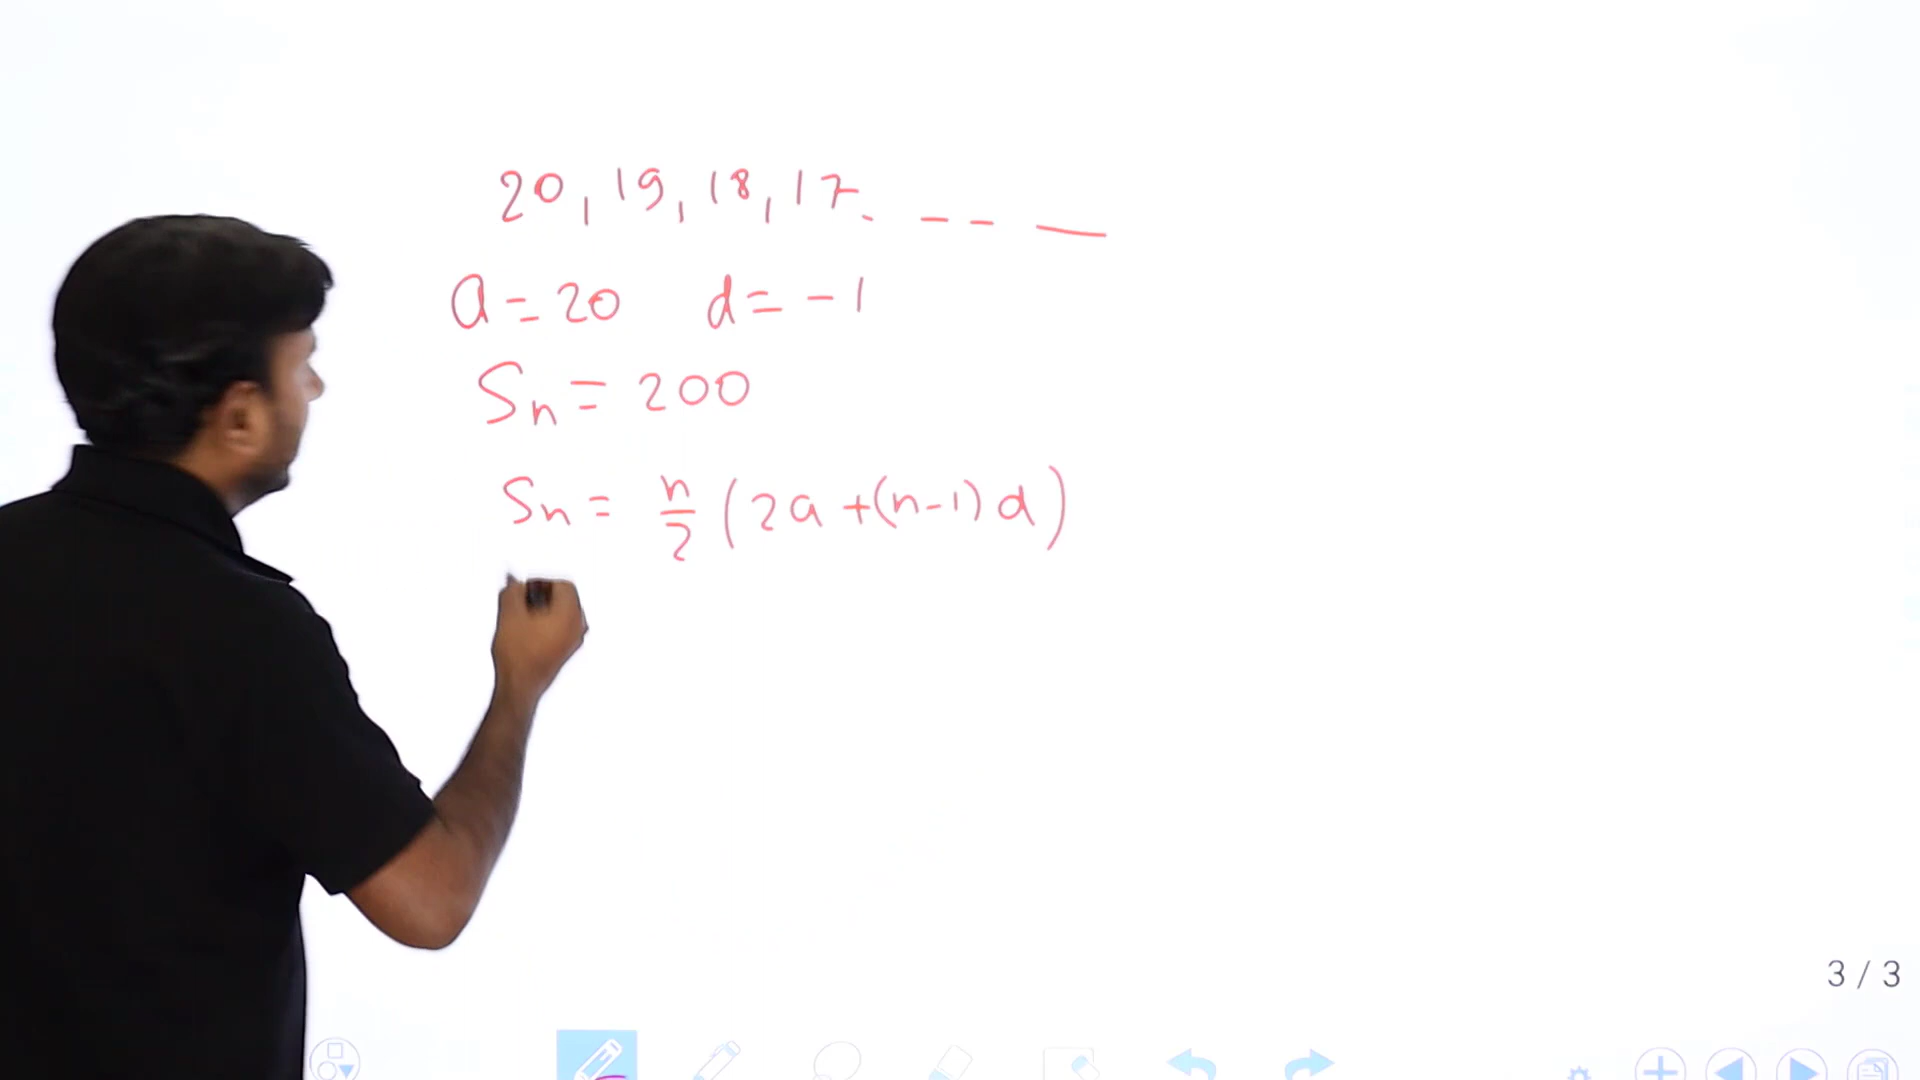 20, 19, 18, 17. -- —
a = 20 d = -1
Sn = 200
Sn = n/2 (2a + (n-1) d)
3 / 3